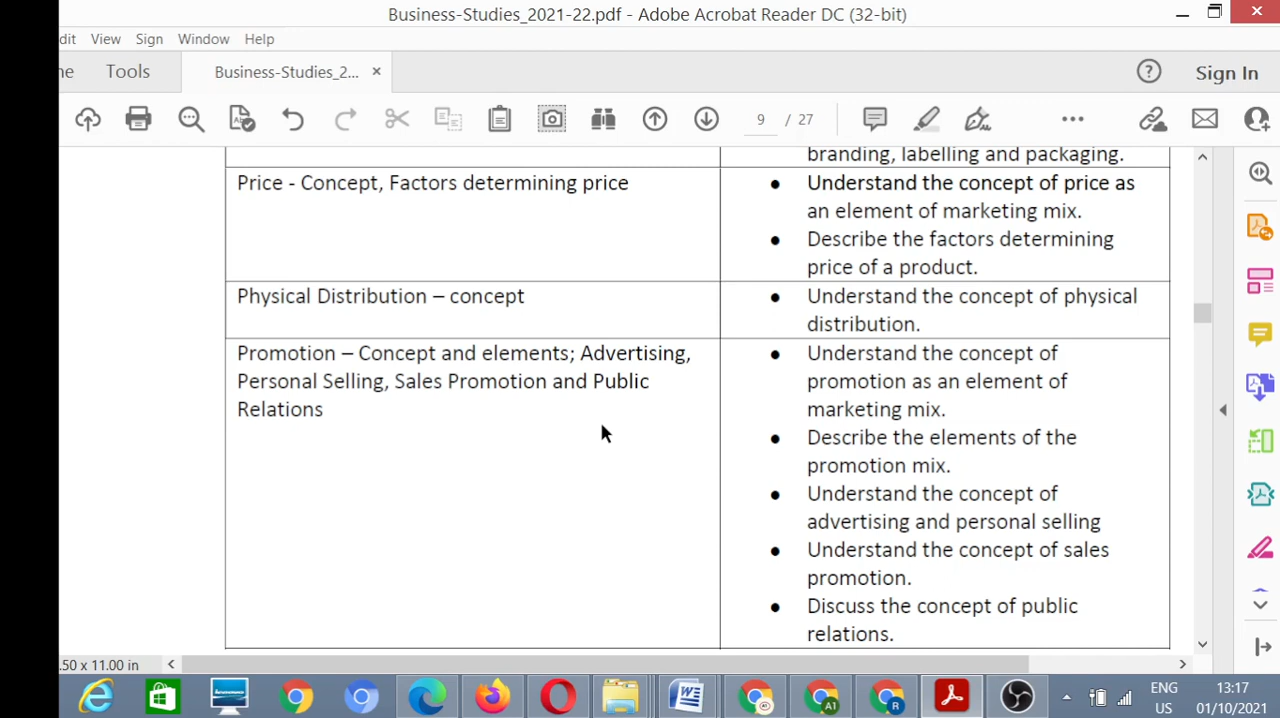 Business-Studies_2021-22.pdf - Adobe Acrobat Reader DC (32-bit)
dit View Sign Window Help
ne Tools Business-Studies_2... ×
Sign In
9 / 27
branding, labelling and packaging.
Price - Concept, Factors determining price
• Understand the concept of price as
an element of marketing mix.
• Describe the factors determining
price of a product.
Physical Distribution – concept
• Understand the concept of physical
distribution.
Promotion – Concept and elements; Advertising,
Personal Selling, Sales Promotion and Public
Relations
• Understand the concept of
promotion as an element of
marketing mix.
• Describe the elements of the
promotion mix.
• Understand the concept of
advertising and personal selling
• Understand the concept of sales
promotion.
• Discuss the concept of public
relations.
.50 x 11.00 in
ENG
US
13:17
01/10/2021